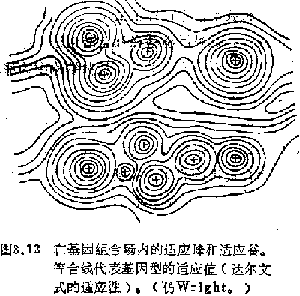 图8.13 在基因组合场内的适应峰和适应谷。
等合线代表基因型的适应值（达尔文
式的适应性）。（仿Wright。）